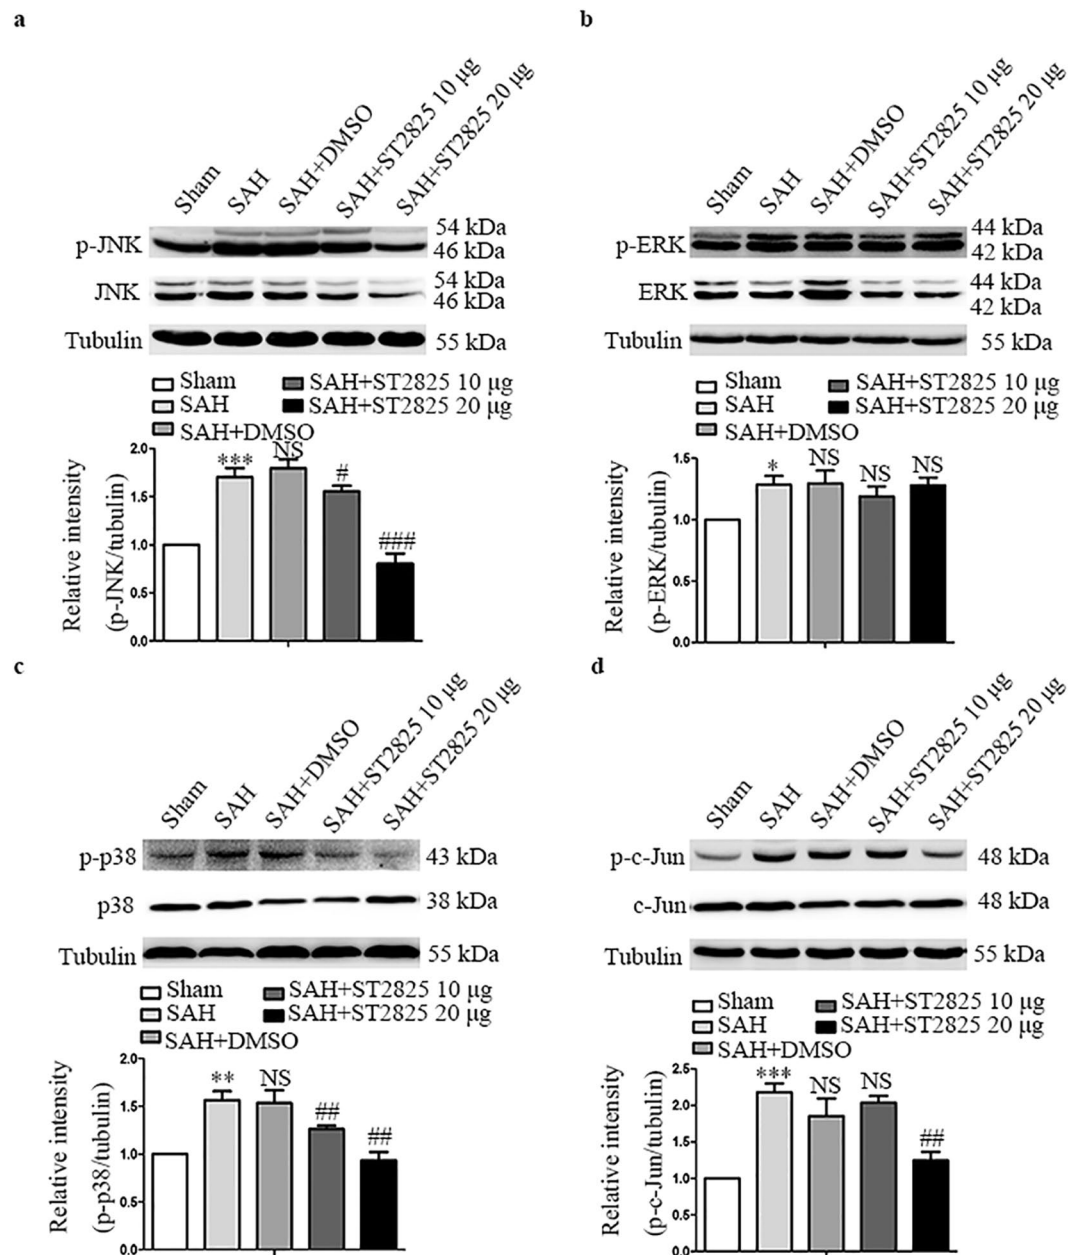 a
Sham
SAH
SAH+DMSO
SAH+ST2825 10 μg
SAH+ST2825 20 μg
p-JNK
54 kDa
46 kDa
JNK
54 kDa
46 kDa
Tubulin
55 kDa
Sham
SAH+ST2825 10 μg
SAH
SAH+ST2825 20 μg
SAH+DMSO
Relative intensity
(p-JNK/tubulin)
2.0
1.5
1.0
0.5
0.0
***
NS
#
###
b
Sham
SAH
SAH+DMSO
SAH+ST2825 10 μg
SAH+ST2825 20 μg
p-ERK
44 kDa
42 kDa
ERK
44 kDa
42 kDa
Tubulin
55 kDa
Sham
SAH+ST2825 10 μg
SAH
SAH+ST2825 20 μg
SAH+DMSO
Relative intensity
(p-ERK/tubulin)
1.5
1.0
0.5
0.0
*
NS
NS
NS
c
Sham
SAH
SAH+DMSO
SAH+ST2825 10 μg
SAH+ST2825 20 μg
p-p38
43 kDa
p38
38 kDa
Tubulin
55 kDa
Sham
SAH+ST2825 10 μg
SAH
SAH+ST2825 20 μg
SAH+DMSO
Relative intensity
(p-p38/tubulin)
2.0
1.5
1.0
0.5
0.0
**
NS
##
##
d
Sham
SAH
SAH+DMSO
SAH+ST2825 10 μg
SAH+ST2825 20 μg
p-c-Jun
48 kDa
c-Jun
48 kDa
Tubulin
55 kDa
Sham
SAH+ST2825 10 μg
SAH
SAH+ST2825 20 μg
SAH+DMSO
Relative intensity
(p-c-Jun/tubulin)
2.5
2.0
1.5
1.0
0.5
0.0
***
NS
NS
##